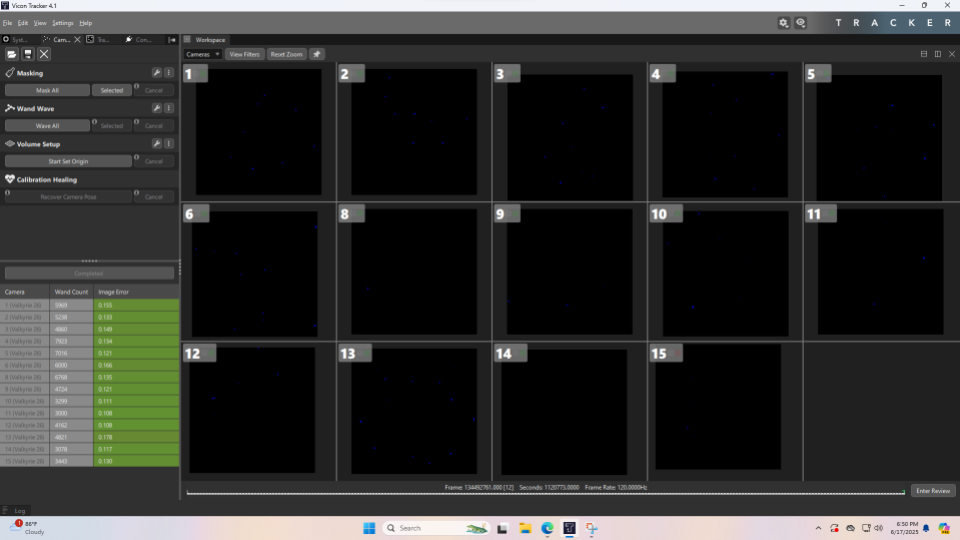 Vicon Tracker 4.1
File Edit View Settings Help
TRACKER
Syst... Cam... Tra... Con...
Workspace
Cameras View Filters Reset Zoom
Masking
Mask All Selected Cancel
Wand Wave
Wave All Selected Cancel
Volume Setup
Start Set Origin Cancel
Calibration Healing
Recover Camera Pose Cancel
Completed
Camera Wand Count Image Error
1 (Valkyrie 26) 5969 0.155
2 (Valkyrie 26) 5238 0.133
3 (Valkyrie 26) 4860 0.149
4 (Valkyrie 26) 7923 0.134
5 (Valkyrie 26) 7016 0.121
6 (Valkyrie 26) 6000 0.166
8 (Valkyrie 26) 6768 0.135
9 (Valkyrie 26) 4724 0.121
10 (Valkyrie 26) 3299 0.111
11 (Valkyrie 26) 3000 0.108
12 (Valkyrie 26) 4162 0.108
13 (Valkyrie 26) 4821 0.178
14 (Valkyrie 26) 3078 0.117
15 (Valkyrie 26) 3443 0.130
1 2 3 4 5
6 8 9 10 11
12 13 14 15
Frame: 134492761.000 [12] Seconds: 1120773.0000 Frame Rate: 120.0000Hz
Enter Review
Log
1
86°F
Cloudy
Search
6:50 PM
6/17/2025